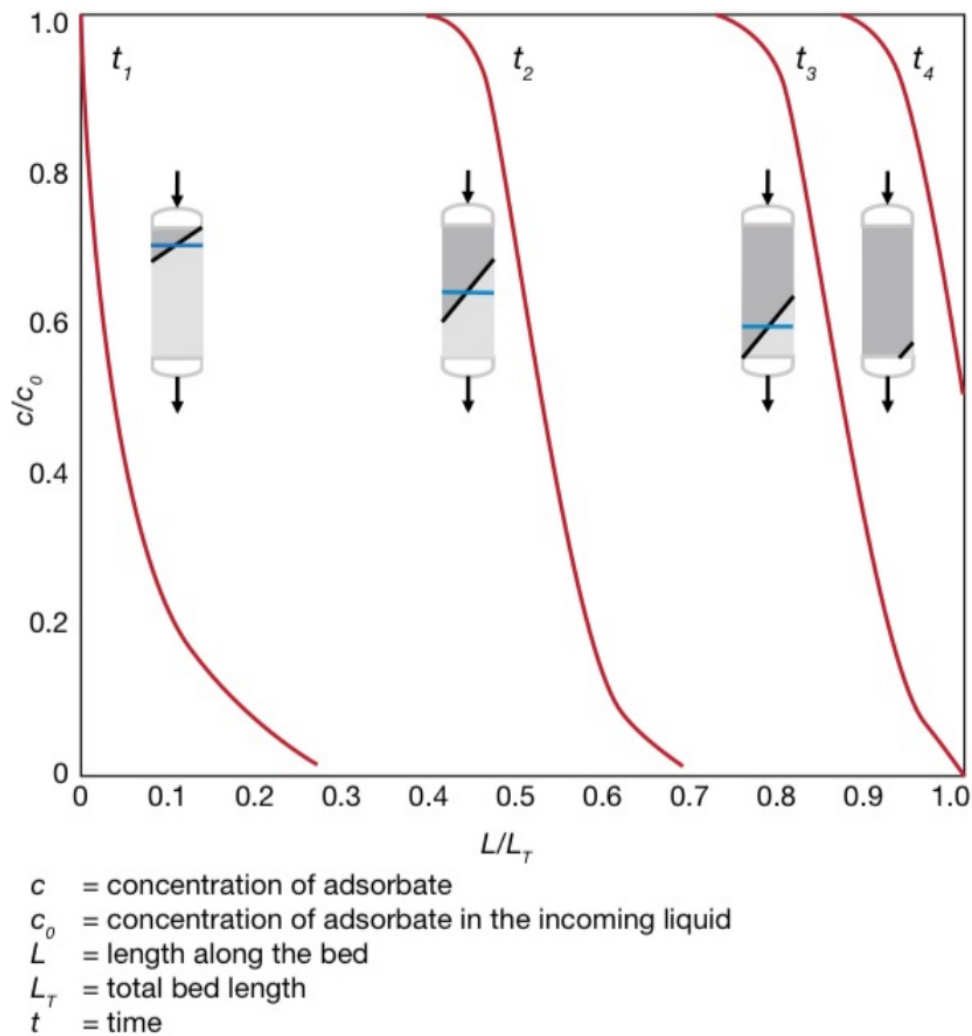 1.0
t1 t2 t3 t4
0.8
0.6
c/c0
0.4
0.2
0
0 0.1 0.2 0.3 0.4 0.5 0.6 0.7 0.8 0.9 1.0
L/LT
c = concentration of adsorbate
c0 = concentration of adsorbate in the incoming liquid
L = length along the bed
LT = total bed length
t = time